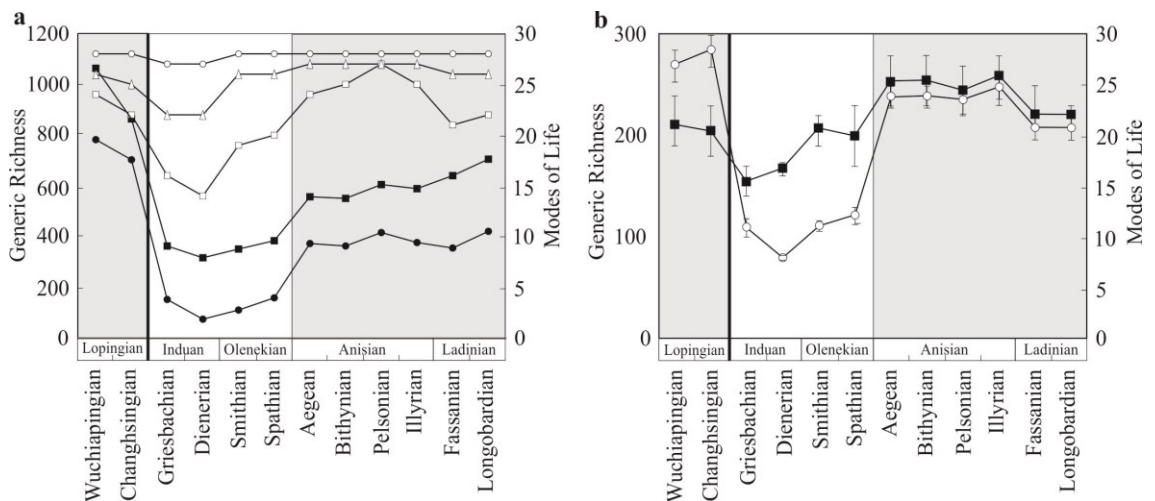 a
1200
1000
800
600
400
200
0
Generic Richness
30
25
20
15
10
5
0
Modes of Life
Lopingian Induan Olenekian Anisian Ladinian
Wuchiapingian
Changhsingian
Griesbachian
Dienerian
Smithian
Spathian
Aegean
Bithynian
Pelsonian
Illyrian
Fassanian
Longobardian
b
300
200
100
0
Generic Richness
30
25
20
15
10
5
0
Modes of Life
Lopingian Induan Olenekian Anisian Ladinian
Wuchiapingian
Changhsingian
Griesbachian
Dienerian
Smithian
Spathian
Aegean
Bithynian
Pelsonian
Illyrian
Fassanian
Longobardian